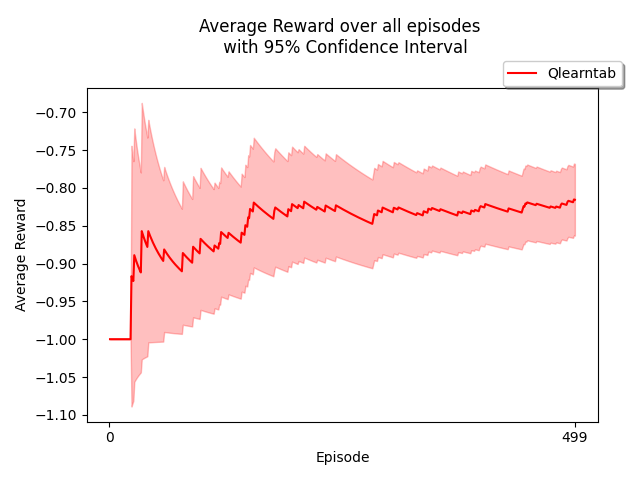 Average Reward over all episodes
with 95% Confidence Interval
Qlearntab
−0.70
−0.75
−0.80
−0.85
−0.90
−0.95
−1.00
−1.05
−1.10
Average Reward
0
499
Episode